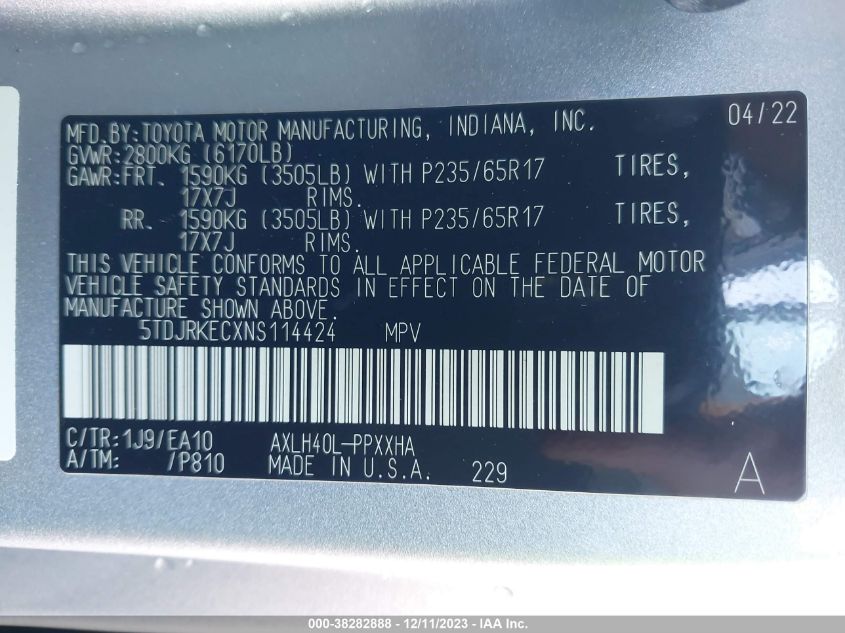 04/22
MFD.BY:TOYOTA MOTOR MANUFACTURING, INDIANA, INC.
GVWR:2800KG (6170LB)
GAWR:FRT. 1590KG (3505LB) WITH P235/65R17 TIRES,
17X7J RIMS.
RR. 1590KG (3505LB) WITH P235/65R17 TIRES,
17X7J RIMS.
THIS VEHICLE CONFORMS TO ALL APPLICABLE FEDERAL MOTOR
VEHICLE SAFETY STANDARDS IN EFFECT ON THE DATE OF
MANUFACTURE SHOWN ABOVE.
5TDJRKECXNS114424 MPV
C/TR:1J9/EA10 AXLH40L-PPXXHA
A/TM: /P810 MADE IN U.S.A. 229
A
000-38282888 - 12/11/2023 - IAA Inc.